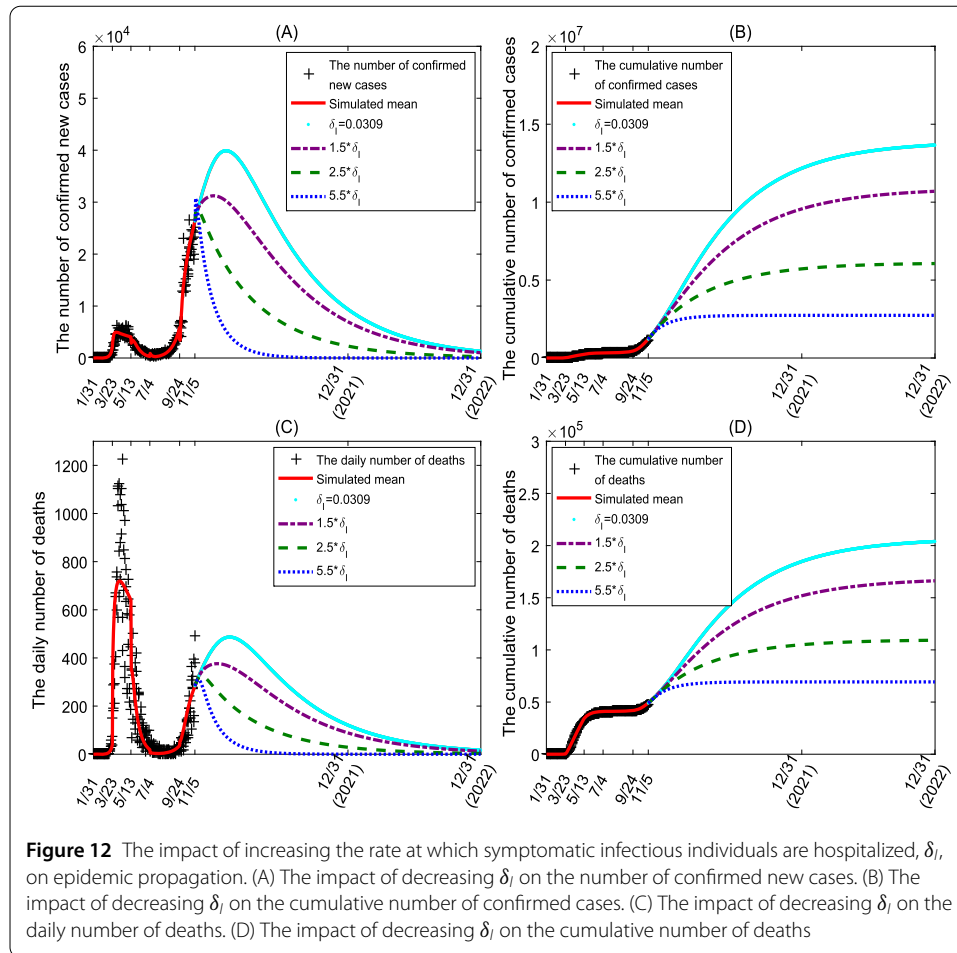 (A)
×10⁴
6
5
4
3
2
1
0
The number of confirmed new cases
The number of confirmed
new cases
Simulated mean
δI=0.0309
1.5*δI
2.5*δI
5.5*δI
1/31
3/23
5/13
7/4
9/24
11/5
12/31
(2021)
12/31
(2022)
(B)
×10⁷
2
1.5
1
0.5
0
The cumulative number of confirmed cases
The cumulative number
of confirmed cases
Simulated mean
δI=0.0309
1.5*δI
2.5*δI
5.5*δI
1/31
3/23
5/13
7/4
9/24
11/5
12/31
(2021)
12/31
(2022)
(C)
1200
1000
800
600
400
200
0
The daily number of deaths
The daily number of deaths
Simulated mean
δI=0.0309
1.5*δI
2.5*δI
5.5*δI
1/31
3/23
5/13
7/4
9/24
11/5
12/31
(2021)
12/31
(2022)
(D)
×10⁵
3
2.5
2
1.5
1
0.5
0
The cumulative number of deaths
The cumulative number
of deaths
Simulated mean
δI=0.0309
1.5*δI
2.5*δI
5.5*δI
1/31
3/23
5/13
7/4
9/24
11/5
12/31
(2021)
12/31
(2022)
Figure 12 The impact of increasing the rate at which symptomatic infectious individuals are hospitalized, δI,
on epidemic propagation. (A) The impact of decreasing δI on the number of confirmed new cases. (B) The
impact of decreasing δI on the cumulative number of confirmed cases. (C) The impact of decreasing δI on the
daily number of deaths. (D) The impact of decreasing δI on the cumulative number of deaths